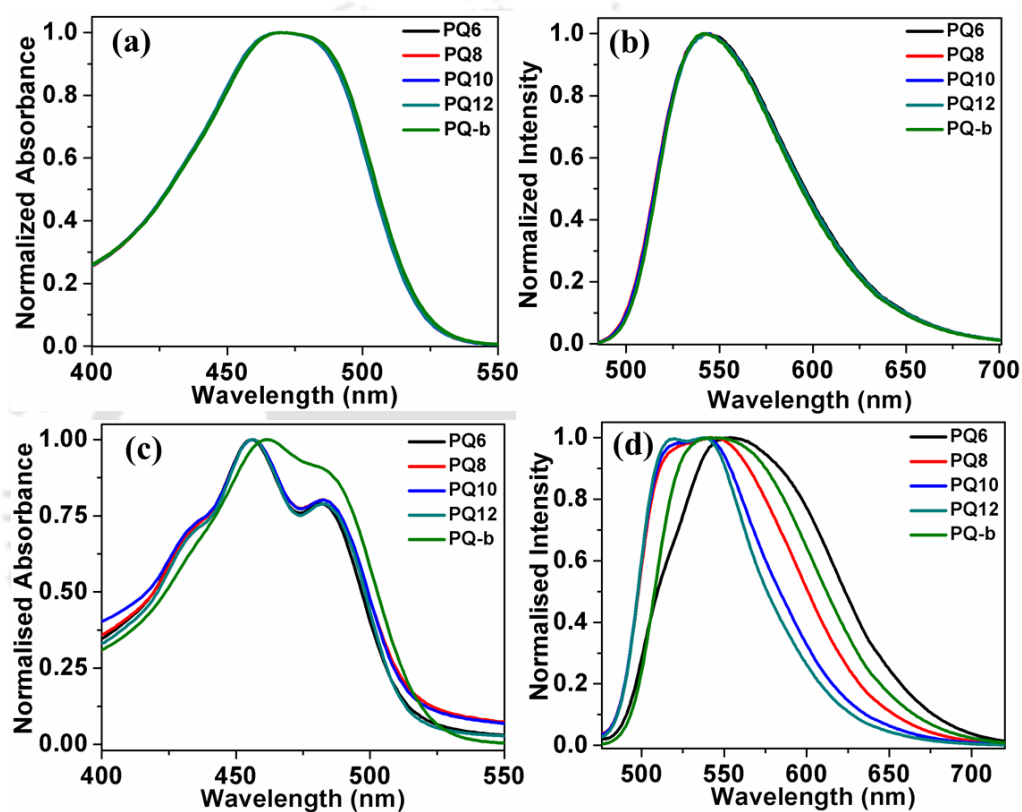 (a)
PQ6
PQ8
PQ10
PQ12
PQ-b
Normalized Absorbance
1.0
0.8
0.6
0.4
0.2
0.0
400 450 500 550
Wavelength (nm)
(b)
PQ6
PQ8
PQ10
PQ12
PQ-b
Normalized Intensity
1.0
0.8
0.6
0.4
0.2
0.0
500 550 600 650 700
Wavelength (nm)
(c)
PQ6
PQ8
PQ10
PQ12
PQ-b
Normalised Absorbance
1.00
0.75
0.50
0.25
0.00
400 450 500 550
Wavelength (nm)
(d)
PQ6
PQ8
PQ10
PQ12
PQ-b
Normalised Intensity
1.0
0.8
0.6
0.4
0.2
0.0
500 550 600 650 700
Wavelength (nm)